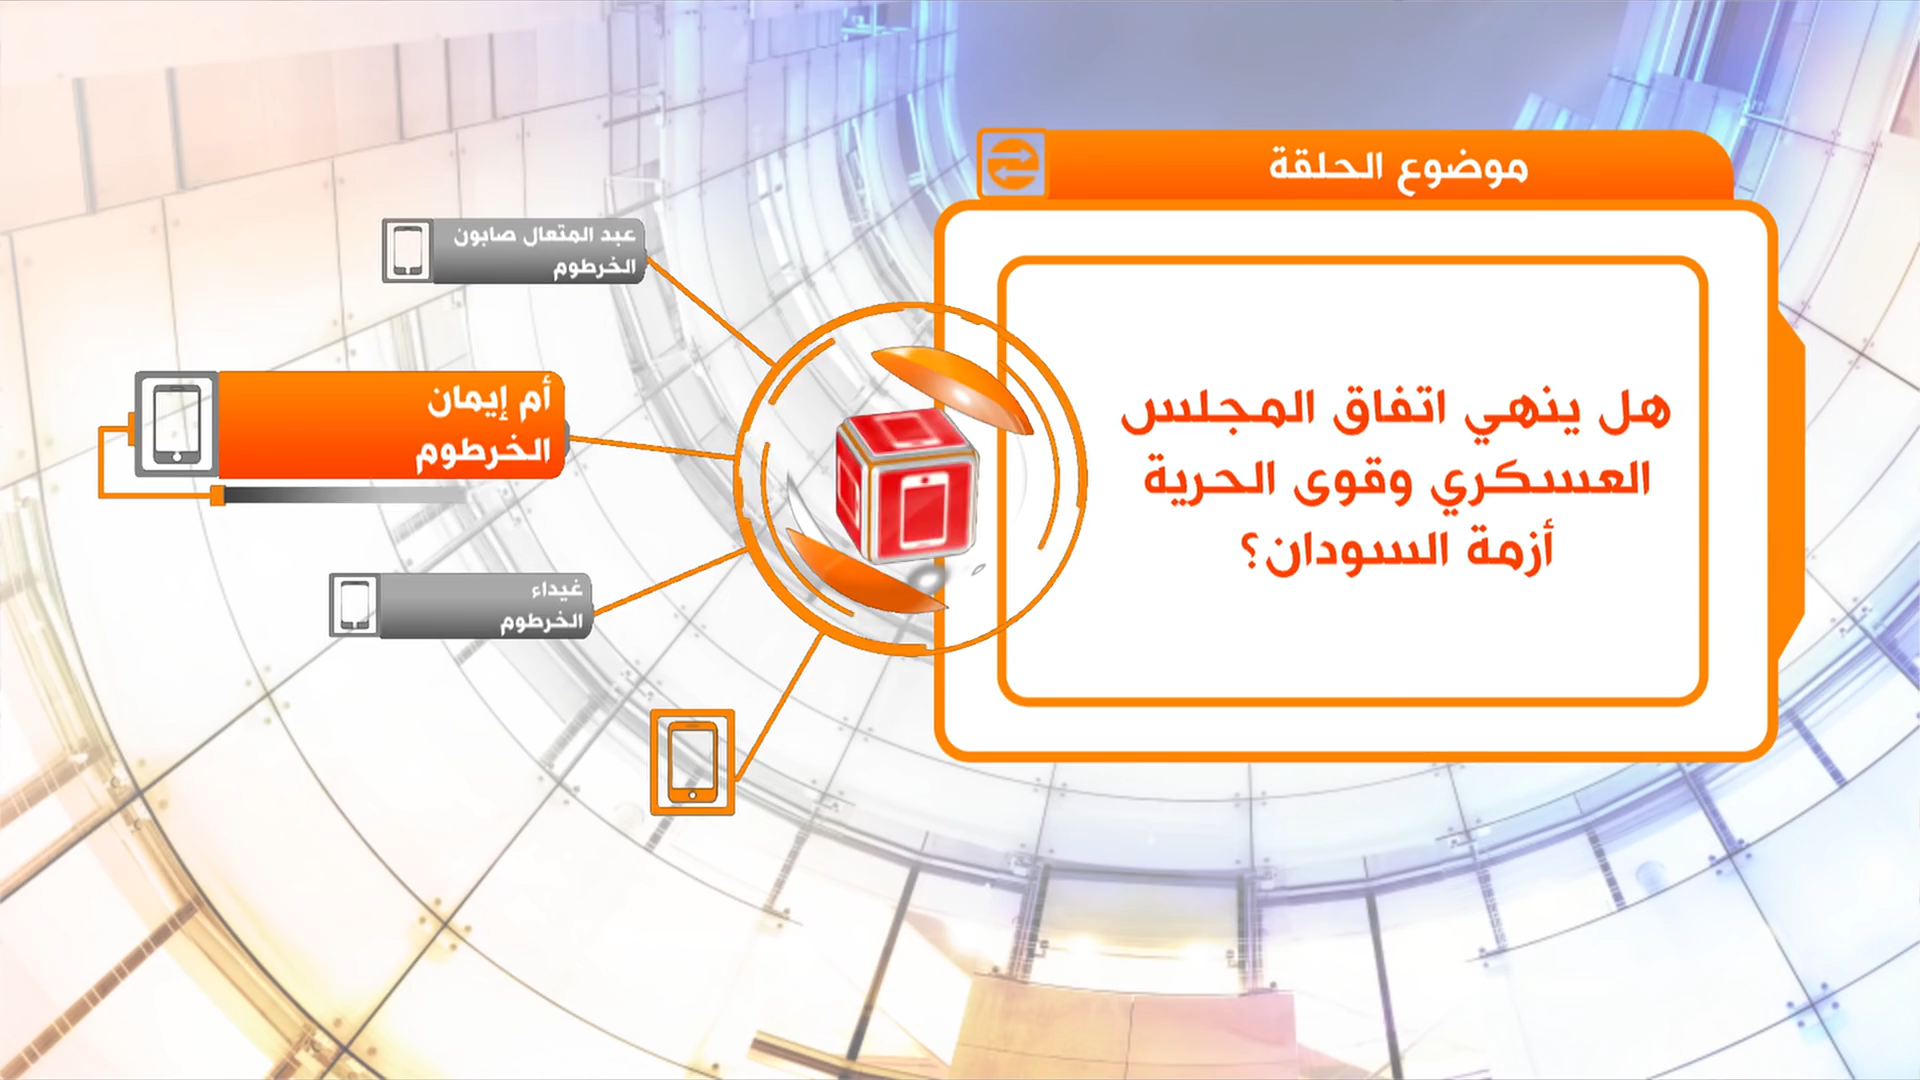 موضوع الحلقة
هل ينهي اتفاق المجلس
العسكري وقوى الحرية
أزمة السودان؟
عبد المتعال صابون
الخرطوم
أم إيمان
الخرطوم
غيداء
الخرطوم